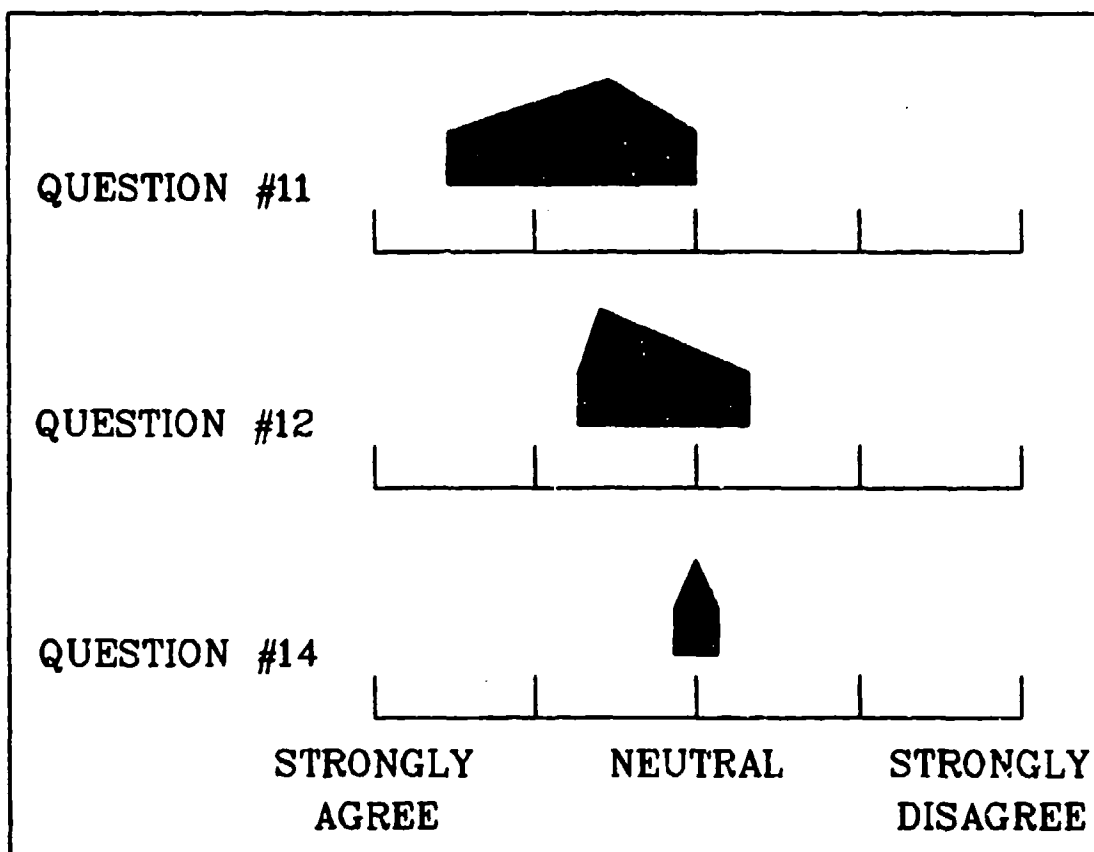 QUESTION #11
QUESTION #12
QUESTION #14
STRONGLY AGREE
NEUTRAL
STRONGLY DISAGREE